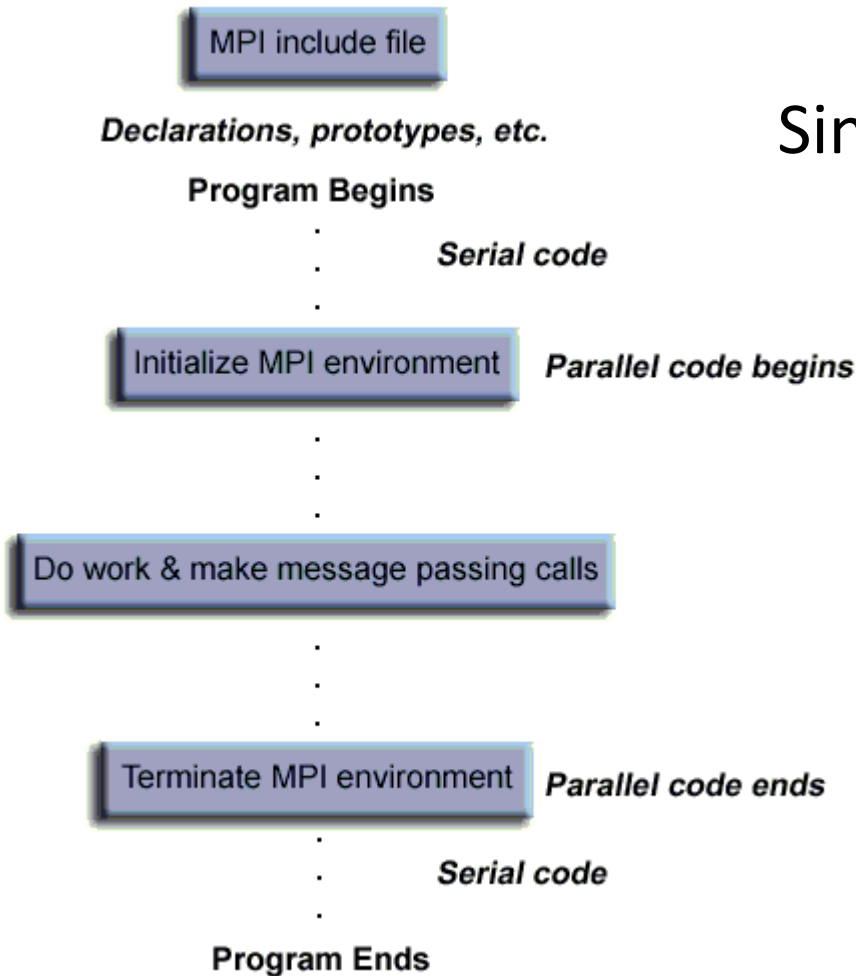 MPI include file
Declarations, prototypes, etc.
Program Begins
Serial code
Initialize MPI environment
Parallel code begins
Do work & make message passing calls
Terminate MPI environment
Parallel code ends
Serial code
Program Ends